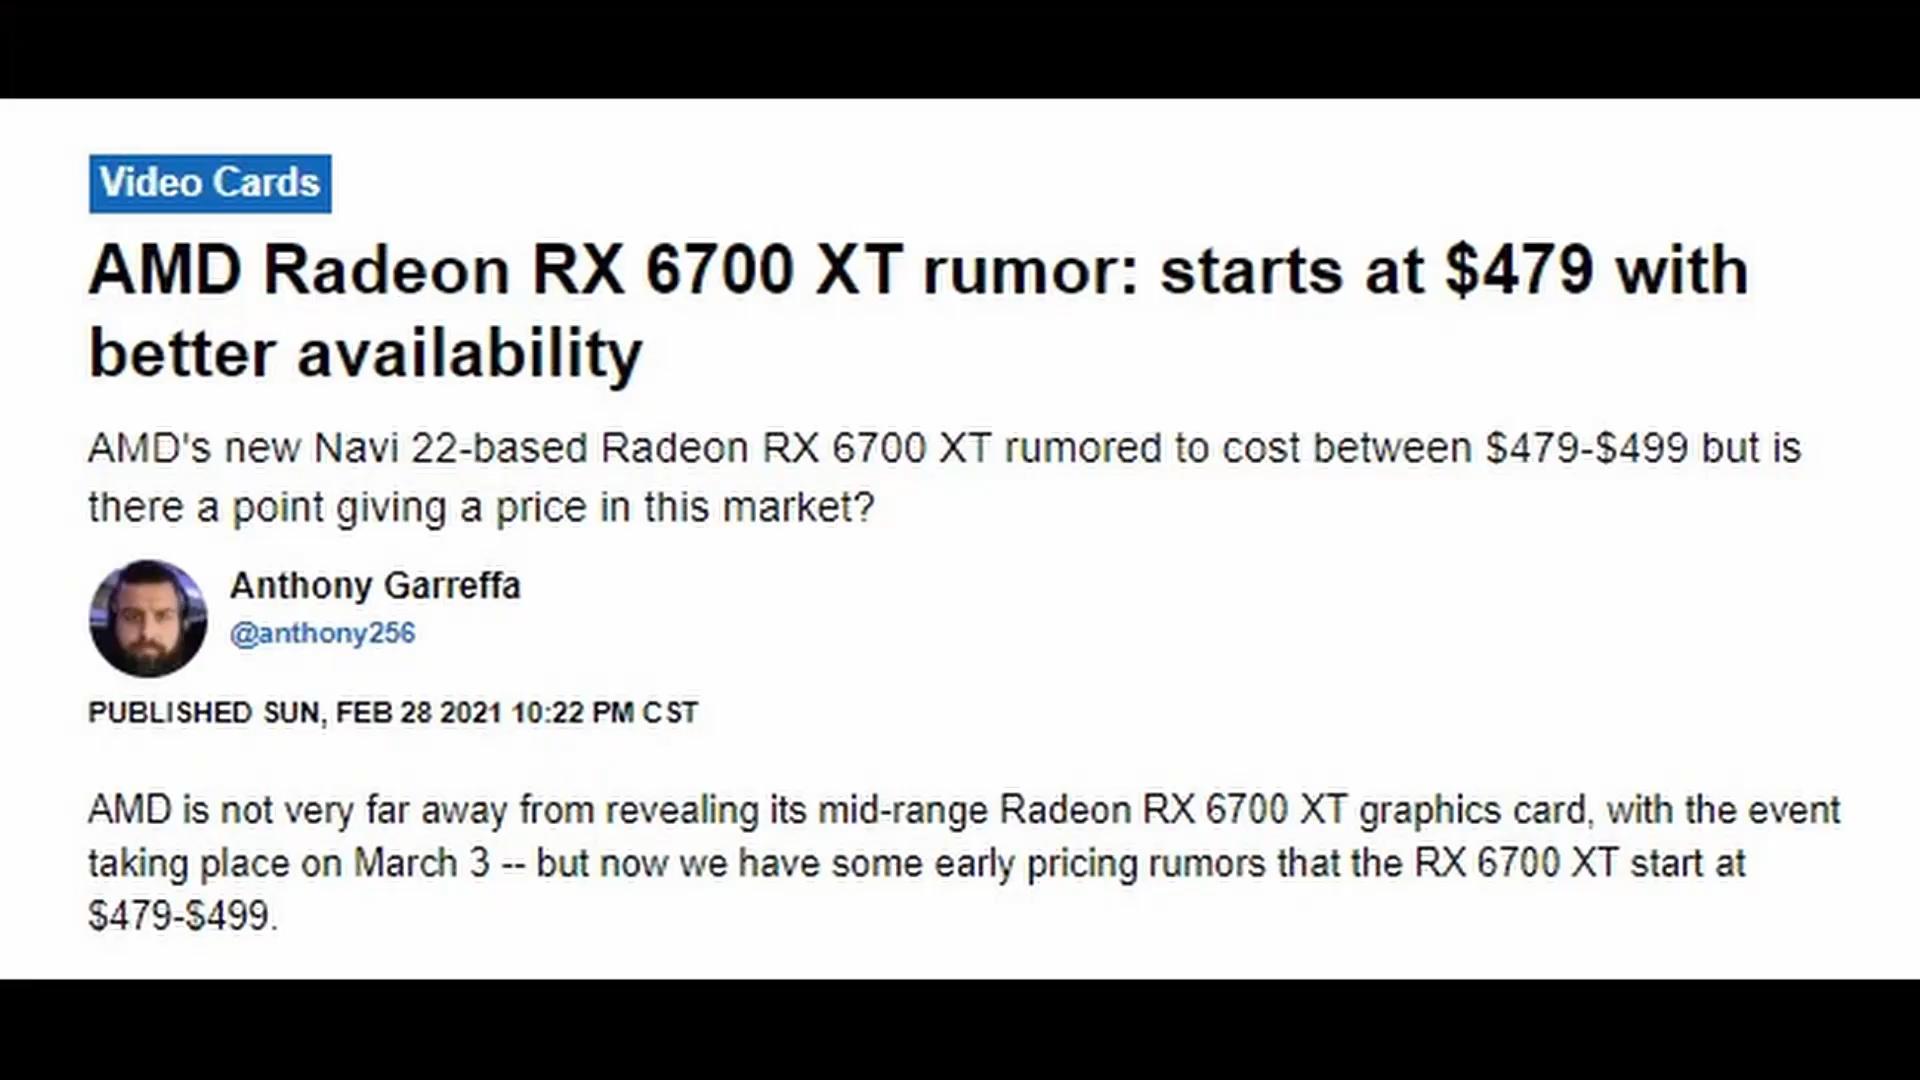 Video Cards
AMD Radeon RX 6700 XT rumor: starts at $479 with
better availability
AMD's new Navi 22-based Radeon RX 6700 XT rumored to cost between $479-$499 but is
there a point giving a price in this market?
Anthony Garreffa
@anthony256
PUBLISHED SUN, FEB 28 2021 10:22 PM CST
AMD is not very far away from revealing its mid-range Radeon RX 6700 XT graphics card, with the event
taking place on March 3 -- but now we have some early pricing rumors that the RX 6700 XT start at
$479-$499.